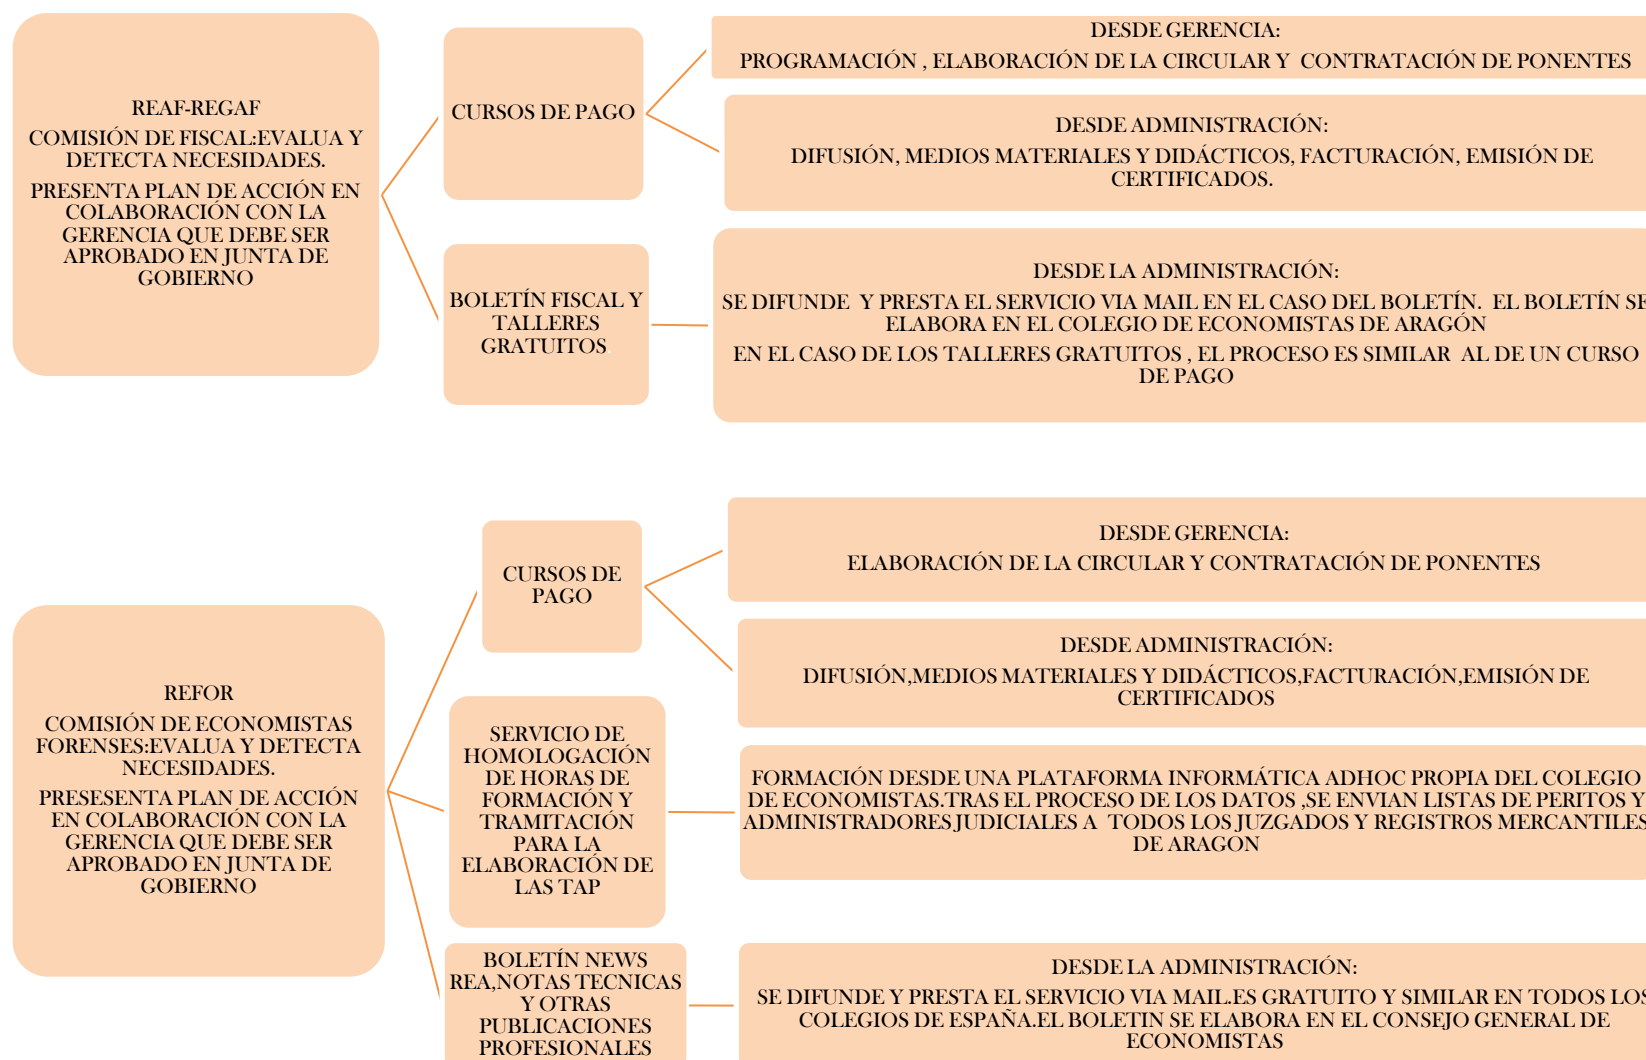 REAF-REGAF
COMISIÓN DE FISCAL:EVALUA Y
DETECTA NECESIDADES.
PRESENTA PLAN DE ACCIÓN EN
COLABORACIÓN CON LA
GERENCIA QUE DEBE SER
APROBADO EN JUNTA DE
GOBIERNO
CURSOS DE PAGO
DESDE GERENCIA:
PROGRAMACIÓN , ELABORACIÓN DE LA CIRCULAR Y CONTRATACIÓN DE PONENTES
DESDE ADMINISTRACIÓN:
DIFUSIÓN, MEDIOS MATERIALES Y DIDÁCTICOS, FACTURACIÓN, EMISIÓN DE
CERTIFICADOS.
BOLETÍN FISCAL Y
TALLERES
GRATUITOS.
DESDE LA ADMINISTRACIÓN:
SE DIFUNDE Y PRESTA EL SERVICIO VIA MAIL EN EL CASO DEL BOLETÍN. EL BOLETÍN SE
ELABORA EN EL COLEGIO DE ECONOMISTAS DE ARAGÓN
EN EL CASO DE LOS TALLERES GRATUITOS , EL PROCESO ES SIMILAR AL DE UN CURSO
DE PAGO
REFOR
COMISIÓN DE ECONOMISTAS
FORENSES:EVALUA Y DETECTA
NECESIDADES.
PRESESENTA PLAN DE ACCIÓN
EN COLABORACIÓN CON LA
GERENCIA QUE DEBE SER
APROBADO EN JUNTA DE
GOBIERNO
CURSOS DE
PAGO
DESDE GERENCIA:
ELABORACIÓN DE LA CIRCULAR Y CONTRATACIÓN DE PONENTES
DESDE ADMINISTRACIÓN:
DIFUSIÓN,MEDIOS MATERIALES Y DIDÁCTICOS,FACTURACIÓN,EMISIÓN DE
CERTIFICADOS
SERVICIO DE
HOMOLOGACIÓN
DE HORAS DE
FORMACIÓN Y
TRAMITACIÓN
PARA LA
ELABORACIÓN DE
LAS TAP
FORMACIÓN DESDE UNA PLATAFORMA INFORMÁTICA ADHOC PROPIA DEL COLEGIO
DE ECONOMISTAS.TRAS EL PROCESO DE LOS DATOS ,SE ENVIAN LISTAS DE PERITOS Y
ADMINISTRADORES JUDICIALES A TODOS LOS JUZGADOS Y REGISTROS MERCANTILES
DE ARAGON
BOLETÍN NEWS
REA,NOTAS TECNICAS
Y OTRAS
PUBLICACIONES
PROFESIONALES
DESDE LA ADMINISTRACIÓN:
SE DIFUNDE Y PRESTA EL SERVICIO VIA MAIL.ES GRATUITO Y SIMILAR EN TODOS LOS
COLEGIOS DE ESPAÑA.EL BOLETIN SE ELABORA EN EL CONSEJO GENERAL DE
ECONOMISTAS